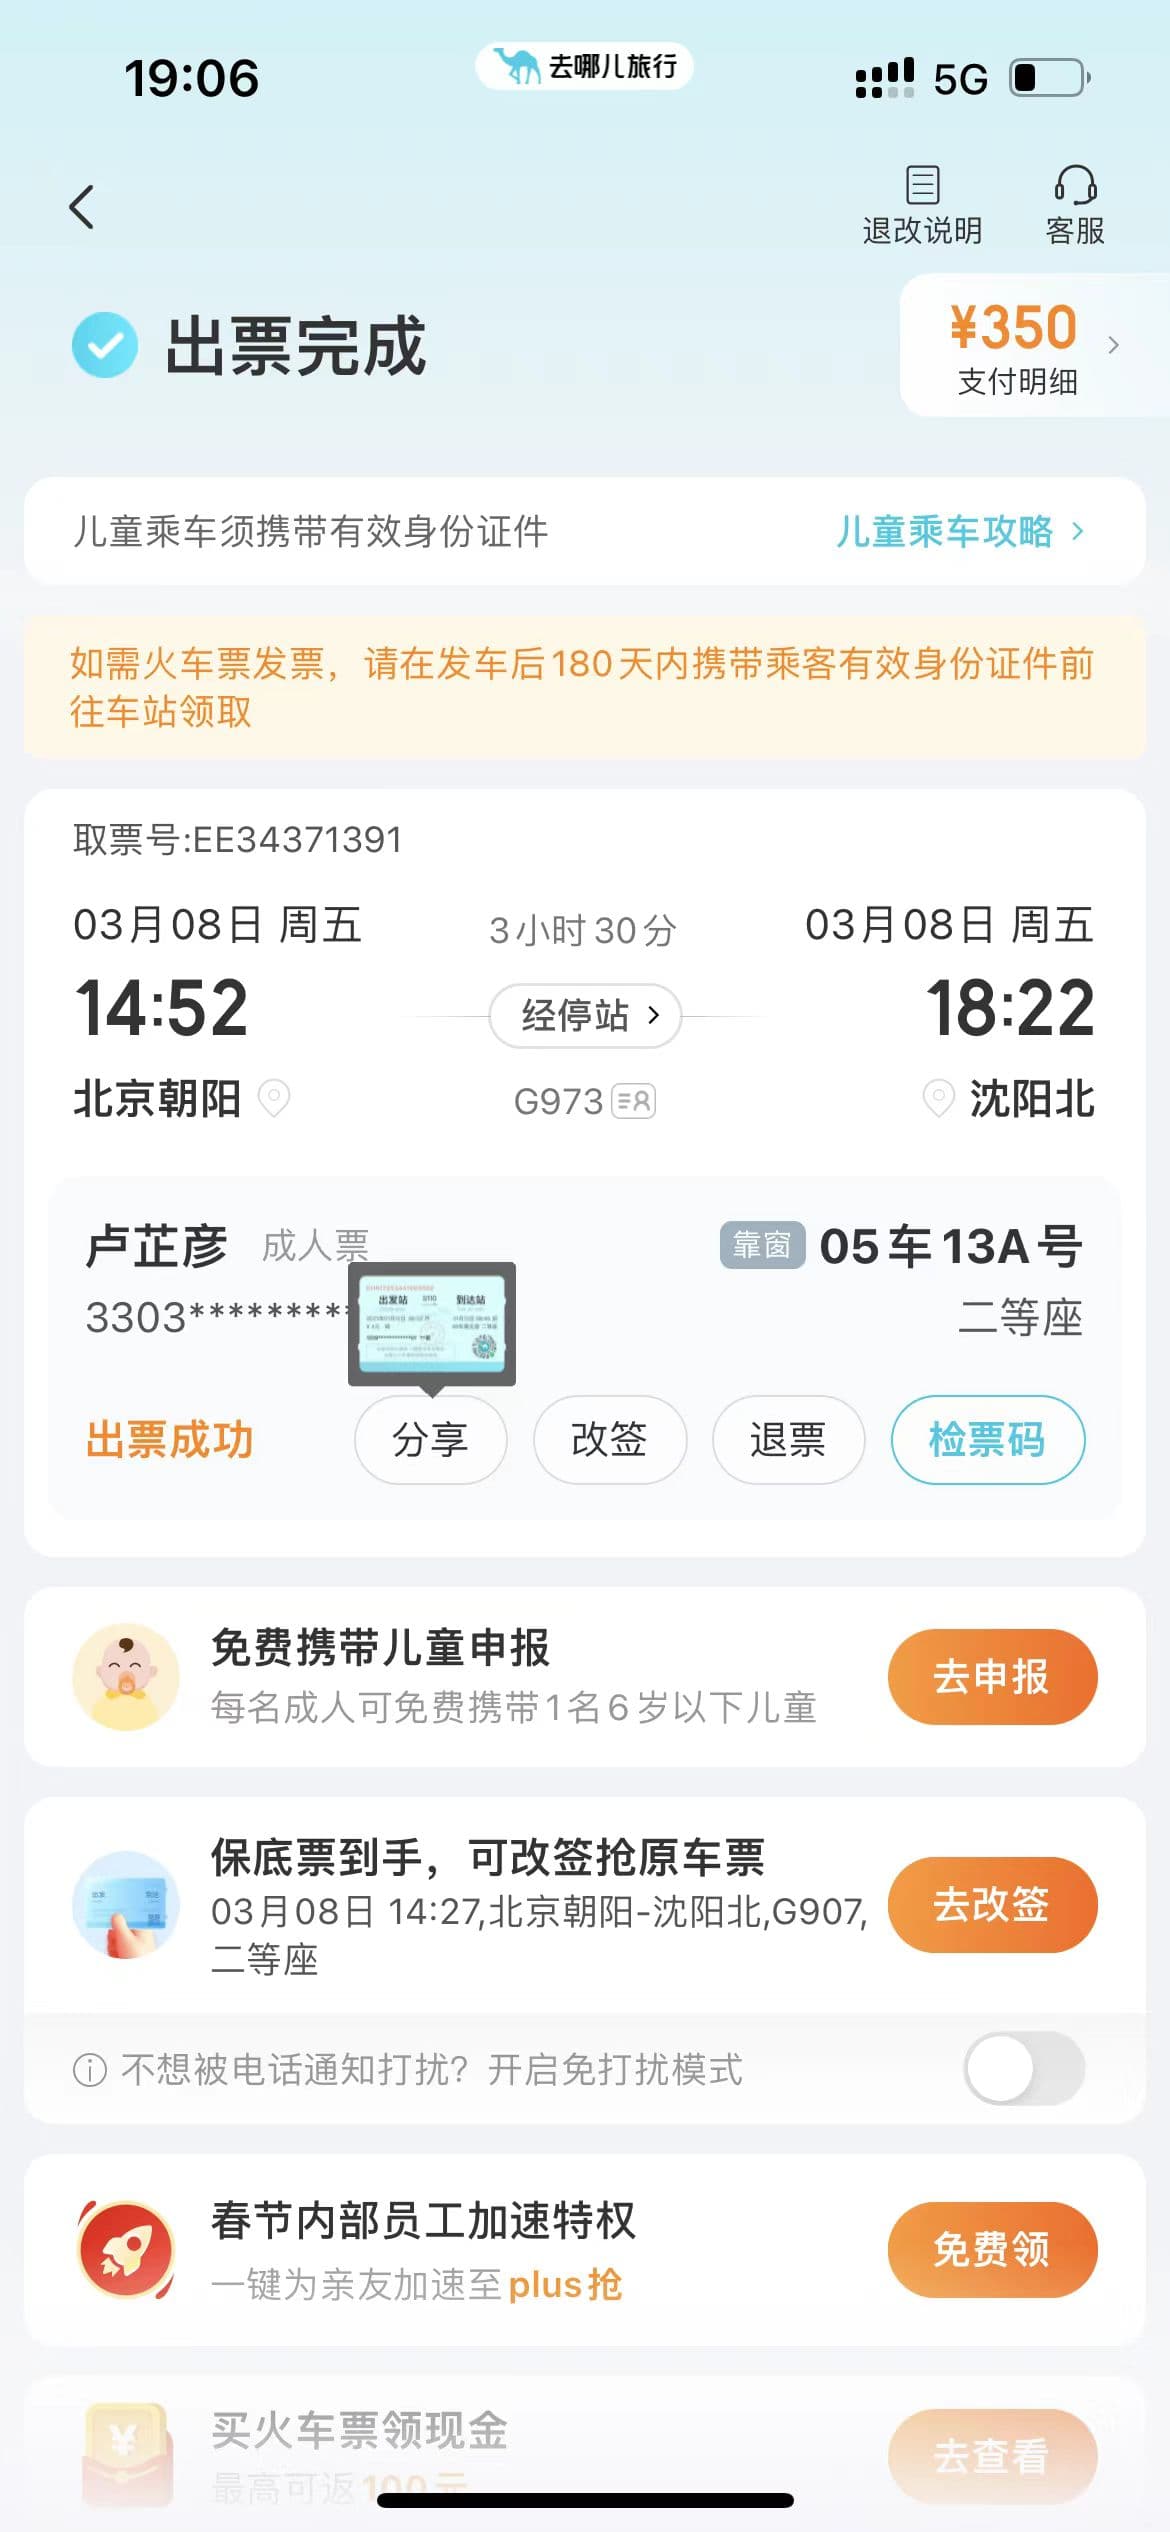 19:06
去哪儿旅行
5G
退改说明
客服
出票完成
¥350
支付明细
儿童乘车须携带有效身份证件
儿童乘车攻略
如需火车票发票，请在发车后180天内携带乘客有效身份证件前
往车站领取
取票号:EE34371391
03月08日 周五
3小时30分
03月08日 周五
14:52
经停站
18:22
北京朝阳
G973
沈阳北
卢芷彦 成人票
靠窗 05车13A号
3303*********
二等座
出发站
到达站
出票成功
分享
改签
退票
检票码
免费携带儿童申报
每名成人可免费携带1名6岁以下儿童
去申报
保底票到手，可改签抢原车票
03月08日 14:27,北京朝阳-沈阳北,G907,
二等座
去改签
不想被电话通知打扰？开启免打扰模式
春节内部员工加速特权
一键为亲友加速至plus抢
免费领
买火车票领现金
最高可返100元
去查看